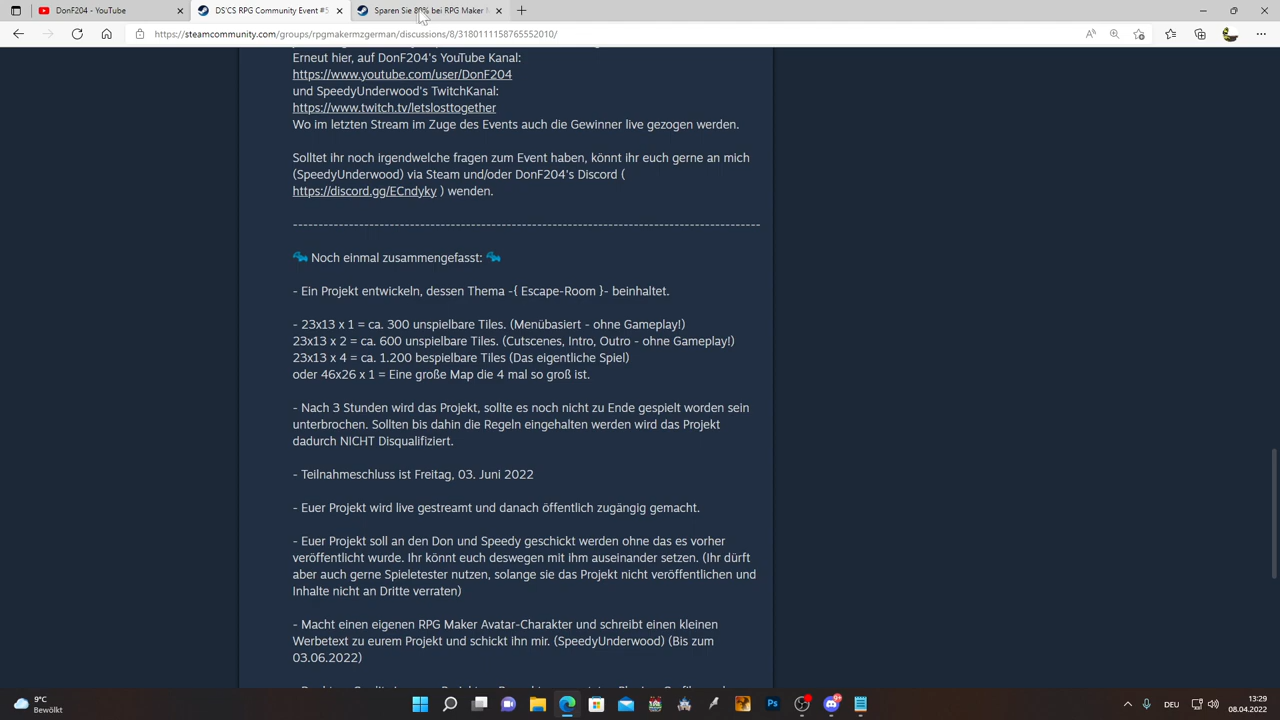 DonF204 - YouTube
DS'CS RPG Community Event #5
Sparen Sie 80% bei RPG Maker M
https://steamcommunity.com/groups/rpgmakermzgerman/discussions/8/3180111158765552010/
Erneut hier, auf DonF204's YouTube Kanal:
https://www.youtube.com/user/DonF204
und SpeedyUnderwood's TwitchKanal:
https://www.twitch.tv/letslosttogether
Wo im letzten Stream im Zuge des Events auch die Gewinner live gezogen werden.
Solltet ihr noch irgendwelche fragen zum Event haben, könnt ihr euch gerne an mich
(SpeedyUnderwood) via Steam und/oder DonF204's Discord (
https://discord.gg/ECndyky ) wenden.
--------------------------------------------------------------------------------------------
Noch einmal zusammengefasst:
- Ein Projekt entwickeln, dessen Thema -{ Escape-Room }- beinhaltet.
- 23x13 x 1 = ca. 300 unspielbare Tiles. (Menübasiert - ohne Gameplay!)
23x13 x 2 = ca. 600 unspielbare Tiles. (Cutscenes, Intro, Outro - ohne Gameplay!)
23x13 x 4 = ca. 1.200 bespielbare Tiles (Das eigentliche Spiel)
oder 46x26 x 1 = Eine große Map die 4 mal so groß ist.
- Nach 3 Stunden wird das Projekt, sollte es noch nicht zu Ende gespielt worden sein
unterbrochen. Sollten bis dahin die Regeln eingehalten werden wird das Projekt
dadurch NICHT Disqualifiziert.
- Teilnahmeschluss ist Freitag, 03. Juni 2022
- Euer Projekt wird live gestreamt und danach öffentlich zugängig gemacht.
- Euer Projekt soll an den Don und Speedy geschickt werden ohne das es vorher
veröffentlicht wurde. Ihr könnt euch deswegen mit ihm auseinander setzen. (Ihr dürft
aber auch gerne Spieletester nutzen, solange sie das Projekt nicht veröffentlichen und
Inhalte nicht an Dritte verraten)
- Macht einen eigenen RPG Maker Avatar-Charakter und schreibt einen kleinen
Werbetext zu eurem Projekt und schickt ihn mir. (SpeedyUnderwood) (Bis zum
03.06.2022)
9°C
Bewölkt
DEU
13:29
08.04.2022